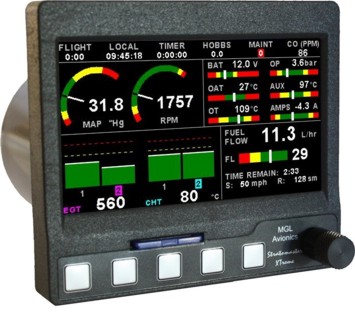 FLIGHT LOCAL TIMER HOBBS MAINT CO (PPM)
0:00 09:45:18 0:00:00 0.0 0 86
31.8
MAP "Hg
1757
RPM
BAT 12.0 V OP 3.6bar
OAT 27°C AUX 97°C
OT 109°C AMPS -4.3 A
FUEL FLOW 11.3 L/hr
FL 29
TIME REMAIN: 2:33
S: 50 mph R: 128 sm
1 2 1 2
EGT 560 CHT 80 °C
MGL
Avionics
Stratomaster
XTreme